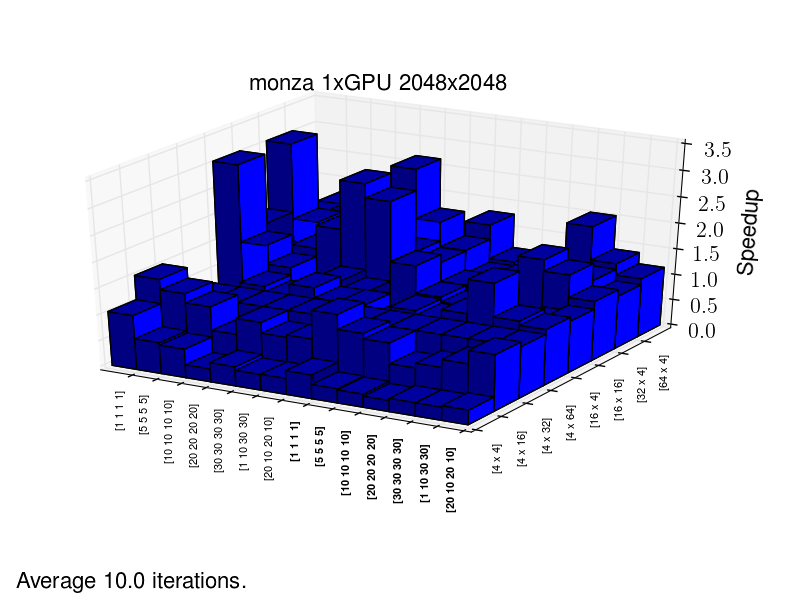 monza 1xGPU 2048x2048
3.5
3.0
2.5
2.0
1.5
1.0
0.5
0.0
Speedup
[1 1 1 1]
[5 5 5 5]
[10 10 10 10]
[20 20 20 20]
[30 30 30 30]
[1 10 30 30]
[20 10 20 10]
[1 1 1 1]
[5 5 5 5]
[10 10 10 10]
[20 20 20 20]
[30 30 30 30]
[1 10 30 30]
[20 10 20 10]
[4 x 4]
[4 x 16]
[4 x 32]
[4 x 64]
[16 x 4]
[16 x 16]
[32 x 4]
[64 x 4]
Average 10.0 iterations.